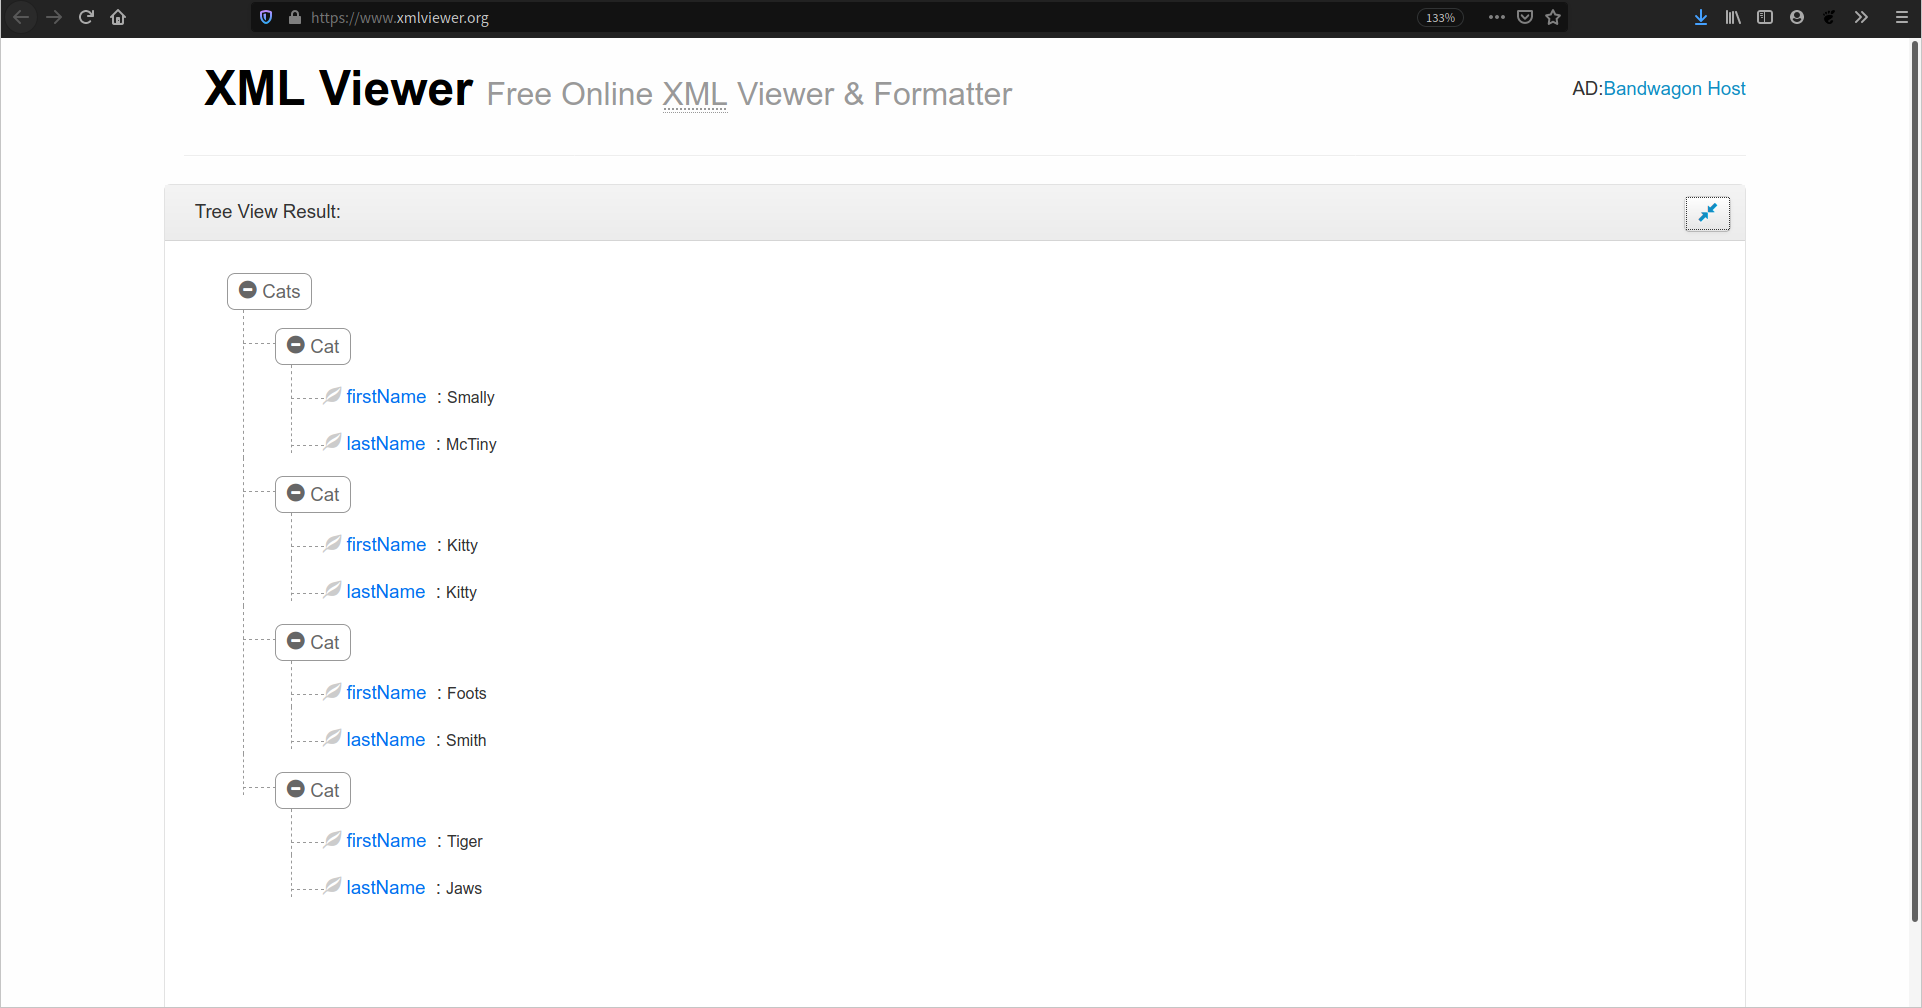 https://www.xmlviewer.org
133%
XML Viewer Free Online XML Viewer & Formatter
AD:Bandwagon Host
Tree View Result:
Cats
Cat
firstName : Smally
lastName : McTiny
Cat
firstName : Kitty
lastName : Kitty
Cat
firstName : Foots
lastName : Smith
Cat
firstName : Tiger
lastName : Jaws